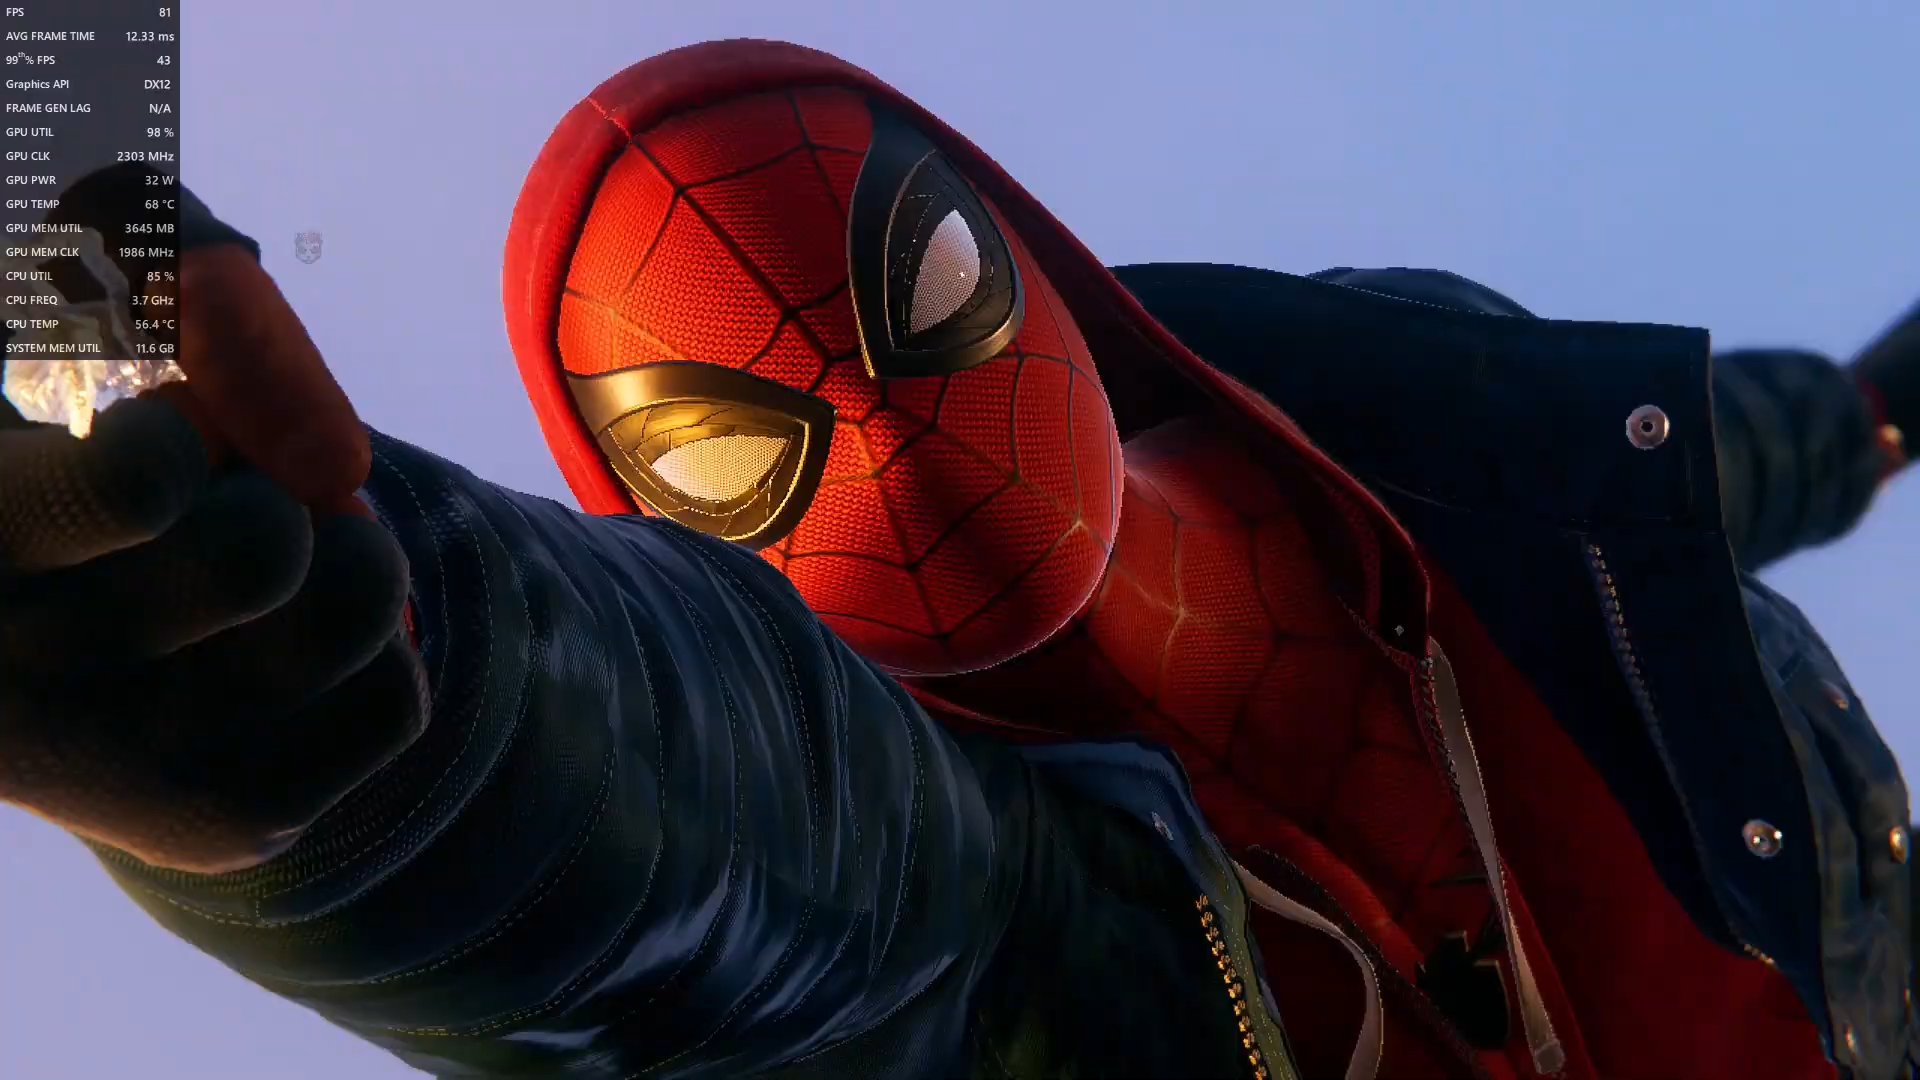 FPS 81
AVG FRAME TIME 12.33 ms
99th% FPS 43
Graphics API DX12
FRAME GEN LAG N/A
GPU UTIL 98 %
GPU CLK 2303 MHz
GPU PWR 32 W
GPU TEMP 68 °C
GPU MEM UTIL 3645 MB
GPU MEM CLK 1986 MHz
CPU UTIL 85 %
CPU FREQ 3.7 GHz
CPU TEMP 56.4 °C
SYSTEM MEM UTIL 11.6 GB